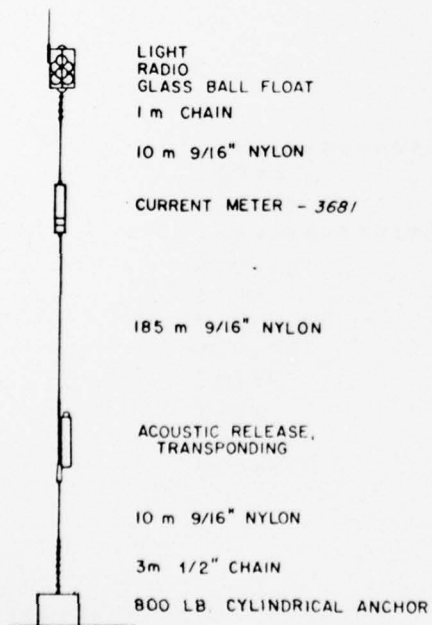 LIGHT
RADIO
GLASS BALL FLOAT
1 m CHAIN
10 m 9/16" NYLON
CURRENT METER - 3681
185 m 9/16" NYLON
ACOUSTIC RELEASE,
TRANSPONDING
10 m 9/16" NYLON
3m 1/2" CHAIN
800 LB. CYLINDRICAL ANCHOR